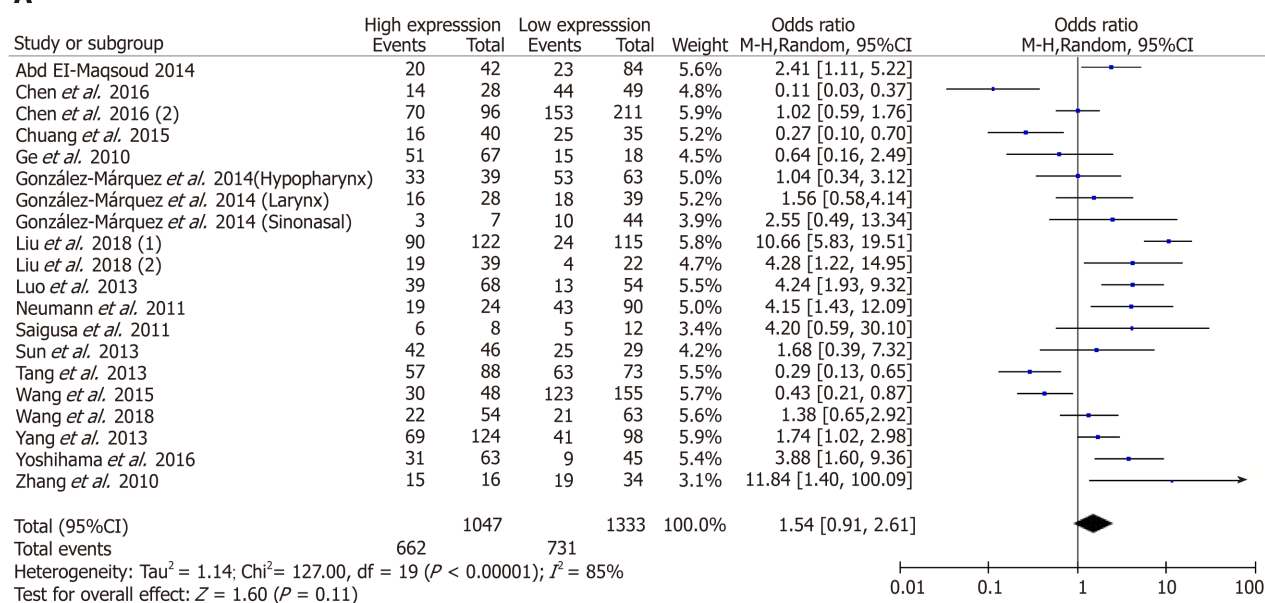 A
High expresssion Low expresssion Odds ratio Odds ratio
Study or subgroup Events Total Events Total Weight M-H,Random, 95%CI M-H,Random, 95%CI
Abd EI-Maqsoud 2014 20 42 23 84 5.6% 2.41 [1.11, 5.22]
Chen et al. 2016 14 28 44 49 4.8% 0.11 [0.03, 0.37]
Chen et al. 2016 (2) 70 96 153 211 5.9% 1.02 [0.59, 1.76]
Chuang et al. 2015 16 40 25 35 5.2% 0.27 [0.10, 0.70]
Ge et al. 2010 51 67 15 18 4.5% 0.64 [0.16, 2.49]
González-Márquez et al. 2014(Hypopharynx) 33 39 53 63 5.0% 1.04 [0.34, 3.12]
González-Márquez et al. 2014 (Larynx) 16 28 18 39 5.2% 1.56 [0.58,4.14]
González-Márquez et al. 2014 (Sinonasal) 3 7 10 44 3.9% 2.55 [0.49, 13.34]
Liu et al. 2018 (1) 90 122 24 115 5.8% 10.66 [5.83, 19.51]
Liu et al. 2018 (2) 19 39 4 22 4.7% 4.28 [1.22, 14.95]
Luo et al. 2013 39 68 13 54 5.5% 4.24 [1.93, 9.32]
Neumann et al. 2011 19 24 43 90 5.0% 4.15 [1.43, 12.09]
Saigusa et al. 2011 6 8 5 12 3.4% 4.20 [0.59, 30.10]
Sun et al. 2013 42 46 25 29 4.2% 1.68 [0.39, 7.32]
Tang et al. 2013 57 88 63 73 5.5% 0.29 [0.13, 0.65]
Wang et al. 2015 30 48 123 155 5.7% 0.43 [0.21, 0.87]
Wang et al. 2018 22 54 21 63 5.6% 1.38 [0.65,2.92]
Yang et al. 2013 69 124 41 98 5.9% 1.74 [1.02, 2.98]
Yoshihama et al. 2016 31 63 9 45 5.4% 3.88 [1.60, 9.36]
Zhang et al. 2010 15 16 19 34 3.1% 11.84 [1.40, 100.09]
Total (95%CI) 1047 1333 100.0% 1.54 [0.91, 2.61]
Total events 662 731
Heterogeneity: Tau² = 1.14; Chi²= 127.00, df = 19 (P < 0.00001); I² = 85%
Test for overall effect: Z = 1.60 (P = 0.11)
0.01 0.1 1 10 100